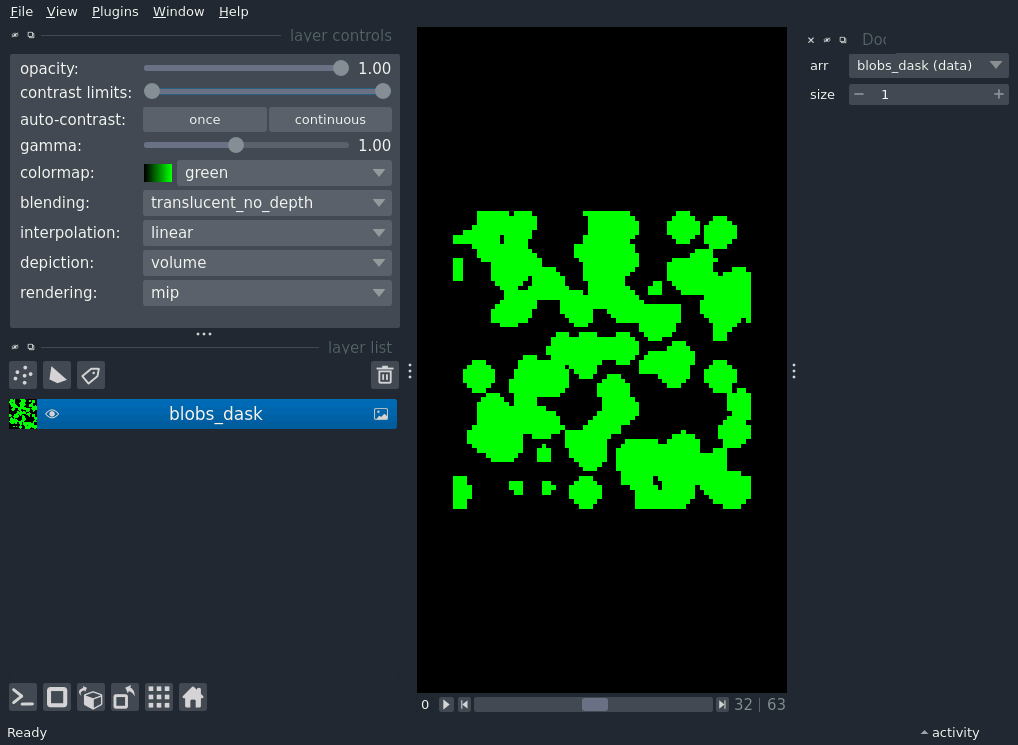 File View Plugins Window Help
layer controls
opacity: 1.00
contrast limits:
auto-contrast: once continuous
gamma: 1.00
colormap: green
blending: translucent_no_depth
interpolation: linear
depiction: volume
rendering: mip
layer list
blobs_dask
0 32 | 63
Doc
arr blobs_dask (data)
size 1
Ready
activity